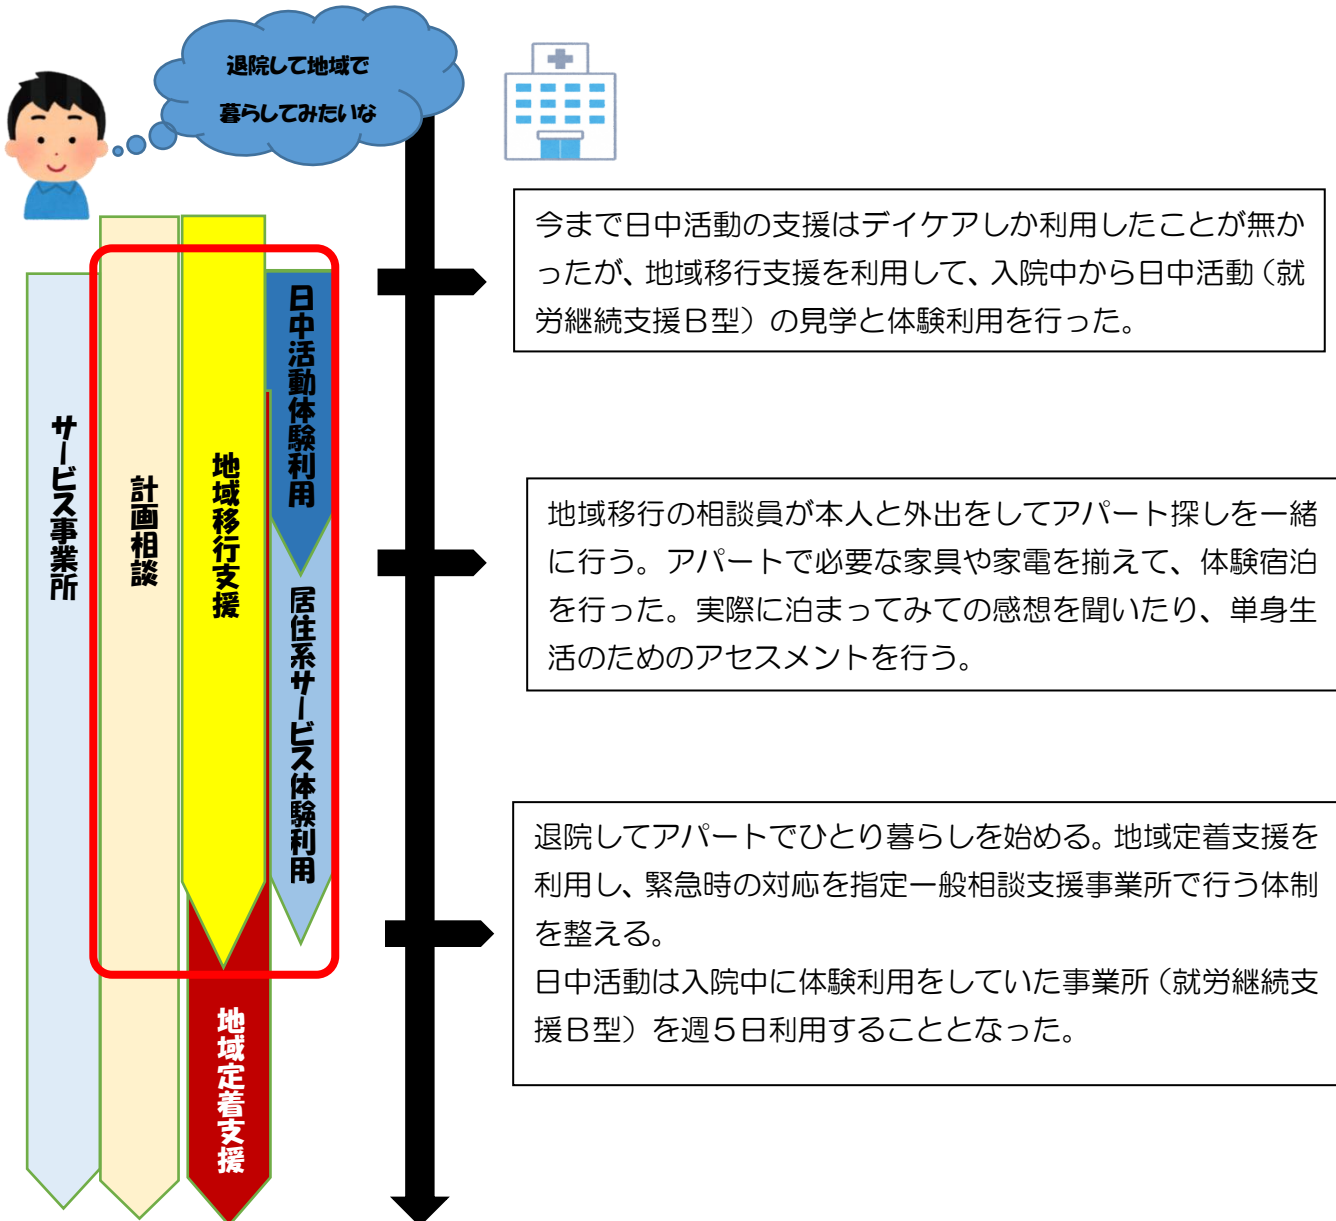 退院して地域で
暮らしてみたいな
今まで日中活動の支援はデイケアしか利用したことが無か
ったが、地域移行支援を利用して、入院中から日中活動（就
労継続支援Ｂ型）の見学と体験利用を行った。
サービス事業所
計画相談
地域移行支援
日中活動体験利用
居住系サービス体験利用
地域定着支援
地域移行の相談員が本人と外出をしてアパート探しを一緒
に行う。アパートで必要な家具や家電を揃えて、体験宿泊
を行った。実際に泊まってみての感想を聞いたり、単身生
活のためのアセスメントを行う。
退院してアパートでひとり暮らしを始める。地域定着支援を
利用し、緊急時の対応を指定一般相談支援事業所で行う体制
を整える。
日中活動は入院中に体験利用をしていた事業所（就労継続支
援Ｂ型）を週５日利用することとなった。